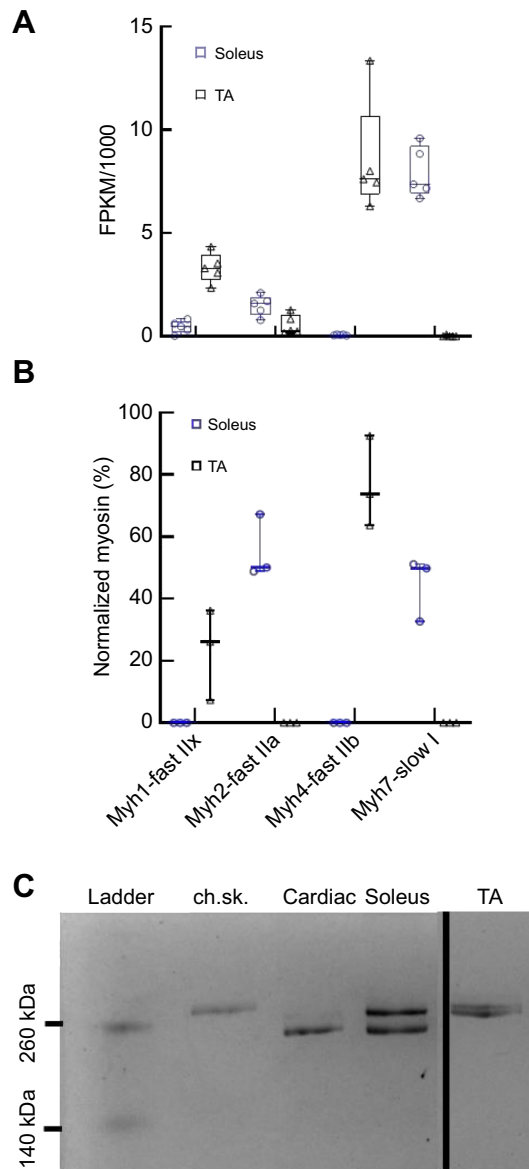 A
15
Soleus
TA
10
FPKM/1000
5
0
B
100
Soleus
TA
80
Normalized myosin (%)
60
40
20
0
Myh1-fast IIx
Myh2-fast IIa
Myh4-fast IIb
Myh7-slow I
C
Ladder ch.sk. Cardiac Soleus TA
260 kDa
140 kDa